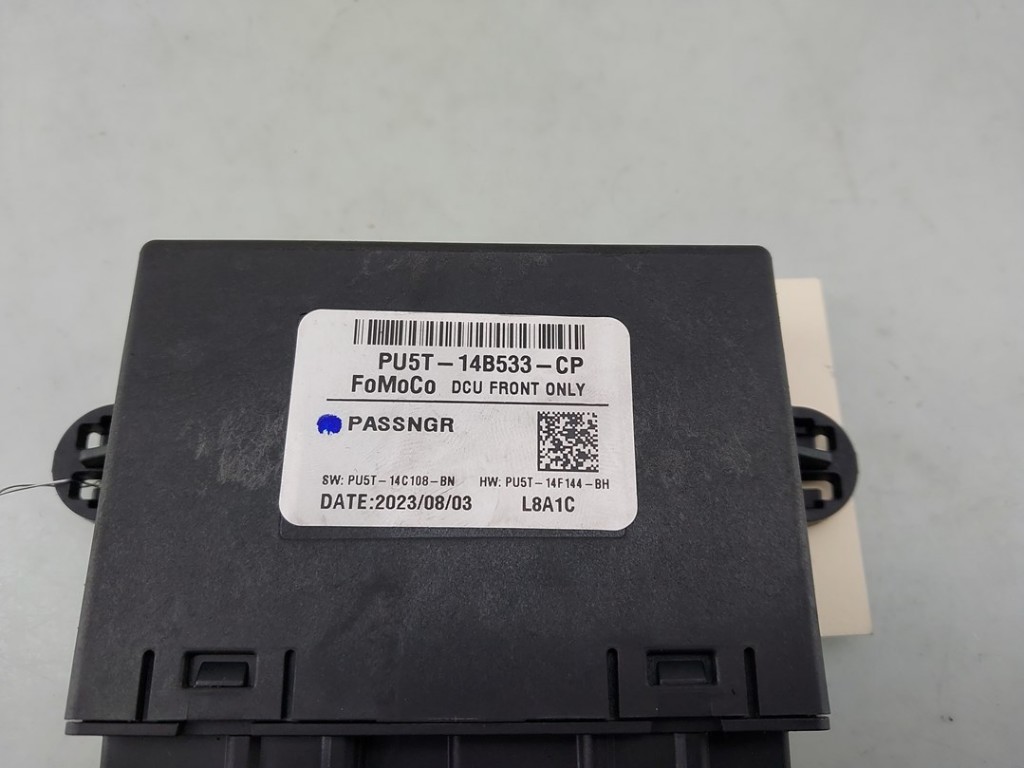 PU5T-14B533-CP
FoMoCo DCU FRONT ONLY
PASSNGR
SW: PU5T-14C108-BN HW: PU5T-14F144-BH
DATE:2023/08/03 L8A1C